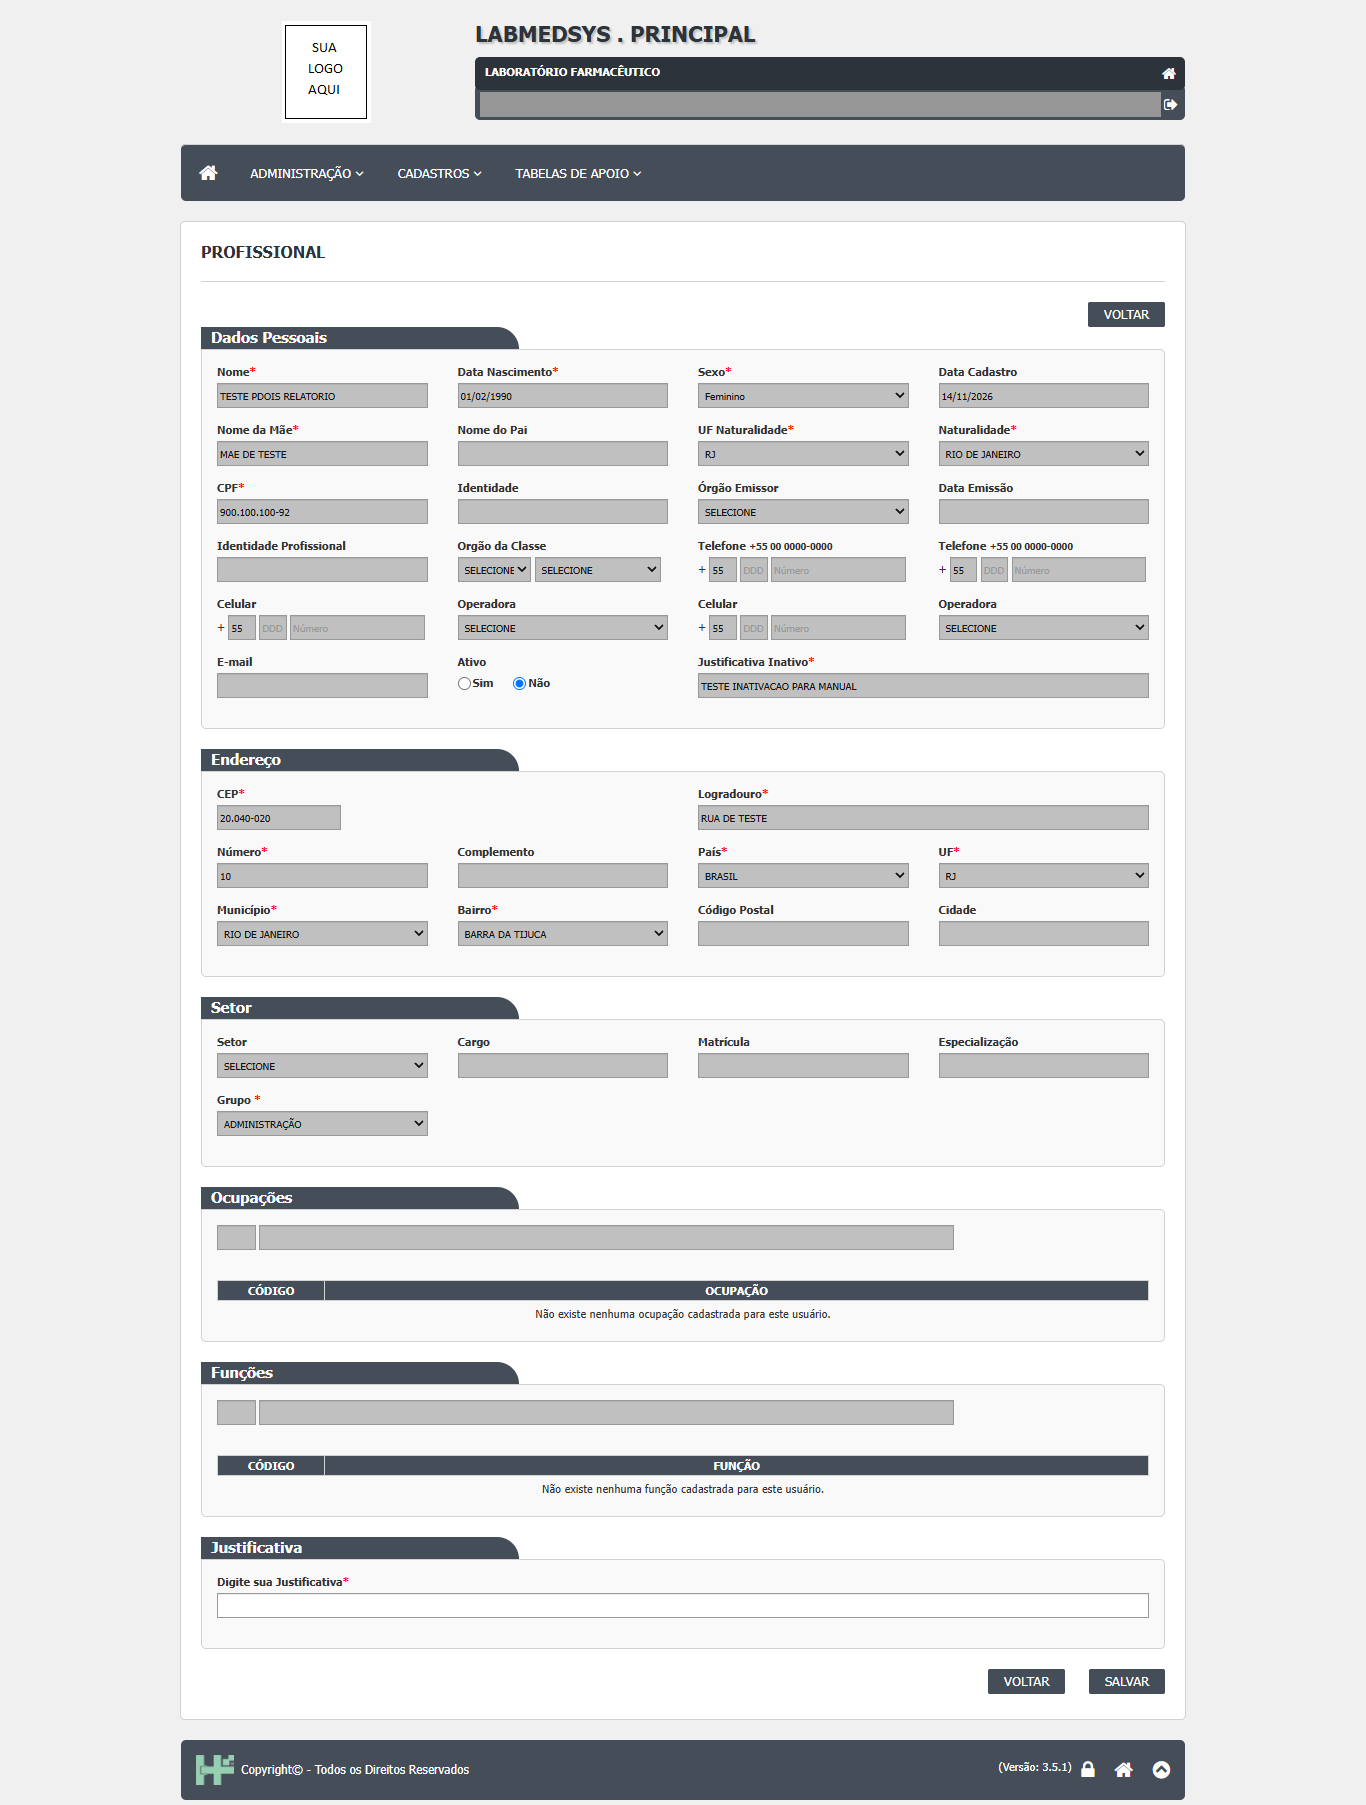 SUA
LOGO
AQUI
LABMEDSYS . PRINCIPAL
LABORATÓRIO FARMACÊUTICO
ADMINISTRAÇÃO CADASTROS TABELAS DE APOIO
PROFISSIONAL
VOLTAR
Dados Pessoais
Nome* Data Nascimento* Sexo* Data Cadastro
TESTE PDOIS RELATORIO 01/02/1990 Feminino 14/11/2026
Nome da Mãe* Nome do Pai UF Naturalidade* Naturalidade*
MAE DE TESTE RJ RIO DE JANEIRO
CPF* Identidade Órgão Emissor Data Emissão
900.100.100-92 SELECIONE
Identidade Profissional Orgão da Classe Telefone +55 00 0000-0000 Telefone +55 00 0000-0000
SELECIONE SELECIONE + 55 DDD Número + 55 DDD Número
Celular Operadora Celular Operadora
+ 55 DDD Número SELECIONE + 55 DDD Número SELECIONE
E-mail Ativo Justificativa Inativo*
Sim Não TESTE INATIVACAO PARA MANUAL
Endereço
CEP* Logradouro*
20.040-020 RUA DE TESTE
Número* Complemento País* UF*
10 BRASIL RJ
Município* Bairro* Código Postal Cidade
RIO DE JANEIRO BARRA DA TIJUCA
Setor
Setor Cargo Matrícula Especialização
SELECIONE
Grupo *
ADMINISTRAÇÃO
Ocupações
CÓDIGO OCUPAÇÃO
Não existe nenhuma ocupação cadastrada para este usuário.
Funções
CÓDIGO FUNÇÃO
Não existe nenhuma função cadastrada para este usuário.
Justificativa
Digite sua Justificativa*
VOLTAR SALVAR
Copyright© - Todos os Direitos Reservados (Versão: 3.5.1)